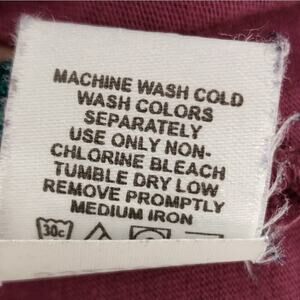 MACHINE WASH COLD
WASH COLORS
SEPARATELY
USE ONLY NON-
CHLORINE BLEACH
TUMBLE DRY LOW
REMOVE PROMPTLY
MEDIUM IRON
30c